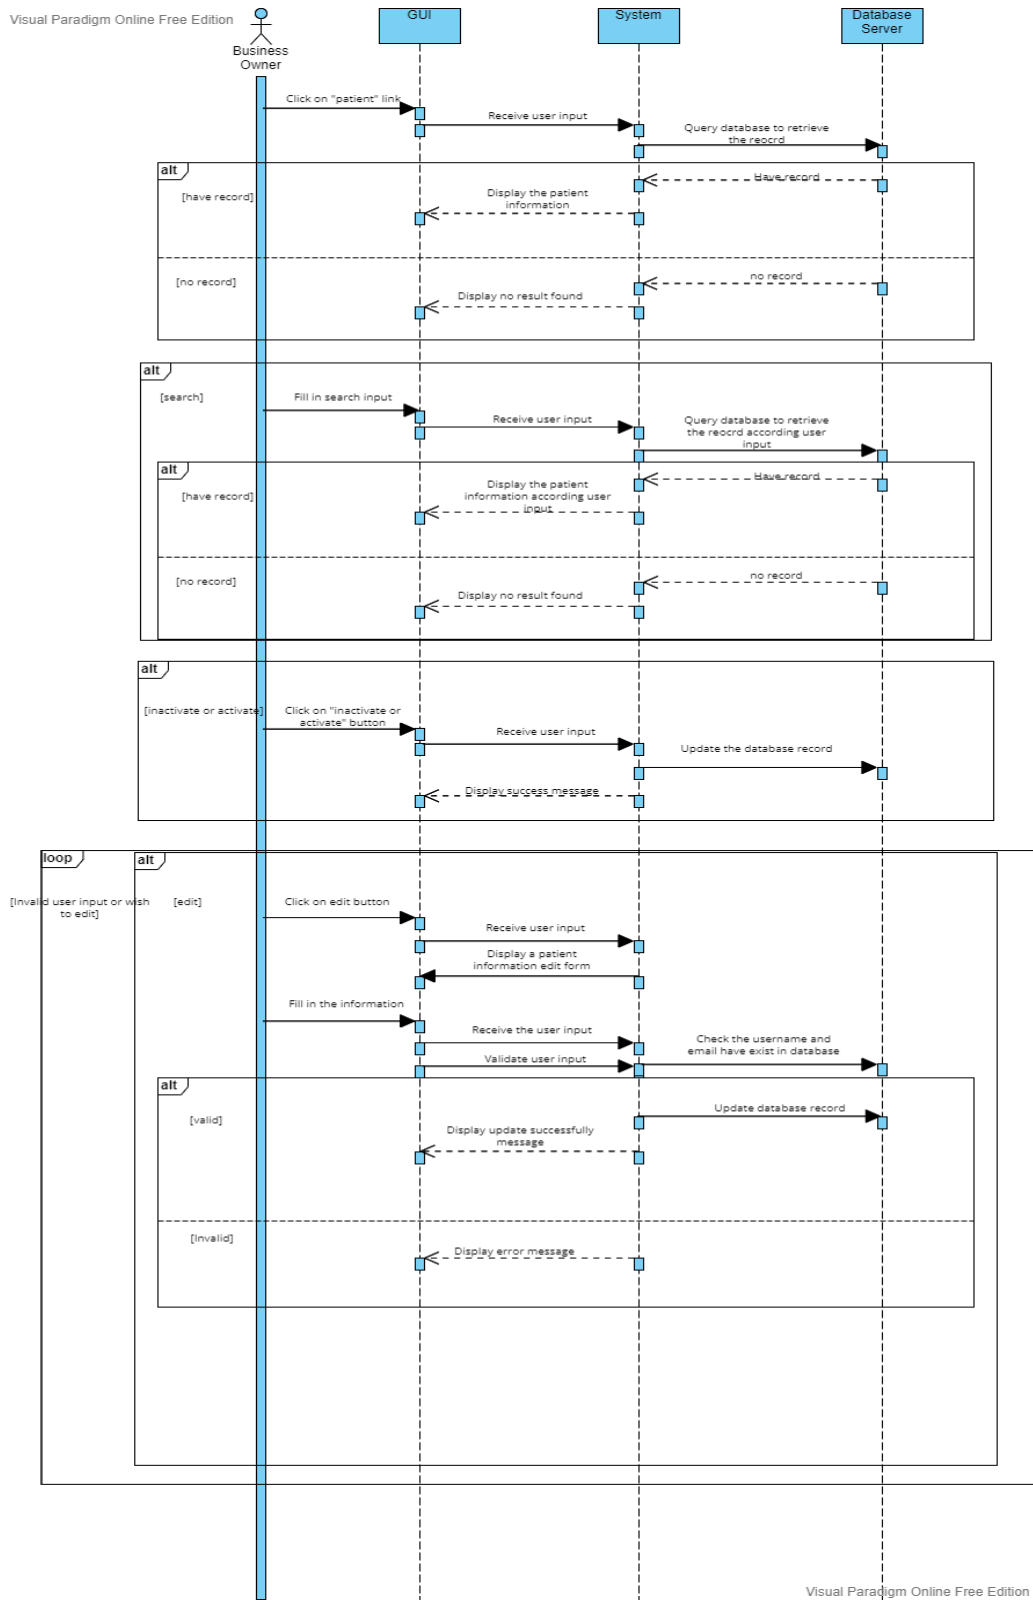 Visual Paradigm Online Free Edition
Business
Owner
GUI
System
Database
Server
Click on "patient" link
Receive user input
Query database to retrieve
the reocrd
alt
[have record]
Have record
Display the patient
information
[no record]
no record
Display no result found
alt
[search]
Fill in search input
Receive user input
Query database to retrieve
the reocrd according user
input
alt
[have record]
Have record
Display the patient
information according user
input
[no record]
no record
Display no result found
alt
[inactivate or activate]
Click on "inactivate or
activate" button
Receive user input
Update the database record
Display success message
loop
alt
[Invalid user input or wish
to edit]
[edit]
Click on edit button
Receive user input
Display a patient
information edit form
Fill in the information
Receive the user input
Validate user input
Check the username and
email have exist in database
alt
[valid]
Update database record
Display update successfully
message
[Invalid]
Display error message
Visual Paradigm Online Free Edition